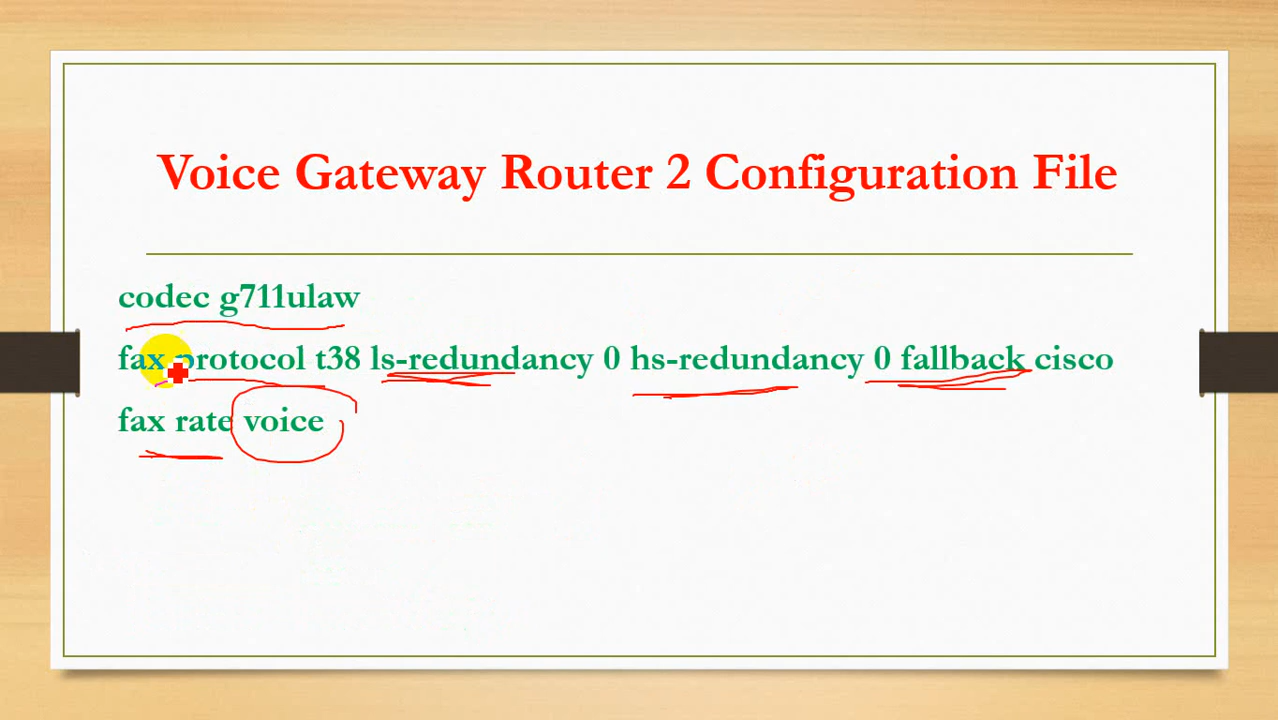 Voice Gateway Router 2 Configuration File
codec g711ulaw
fax protocol t38 ls-redundancy 0 hs-redundancy 0 fallback cisco
fax rate voice